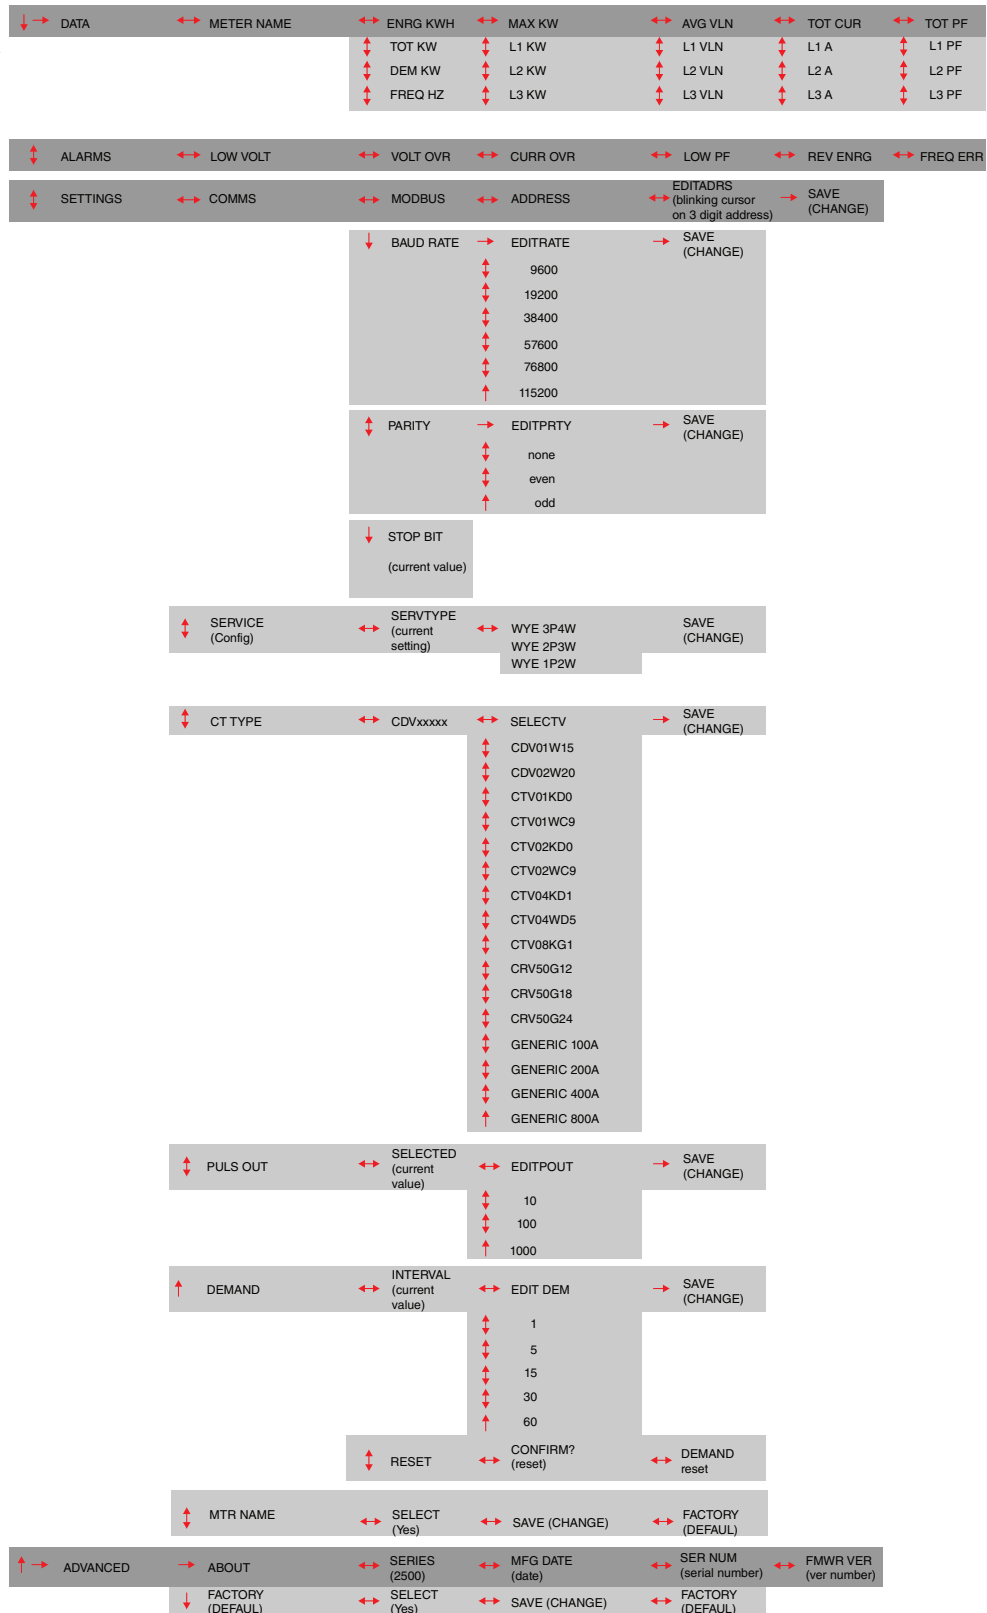 DATA METER NAME ENRG KWH MAX KW AVG VLN TOT CUR TOT PF
TOT KW L1 KW L1 VLN L1 A L1 PF
DEM KW L2 KW L2 VLN L2 A L2 PF
FREQ HZ L3 KW L3 VLN L3 A L3 PF
ALARMS LOW VOLT VOLT OVR CURR OVR LOW PF REV ENRG FREQ ERR
SETTINGS COMMS MODBUS ADDRESS
EDITADRS
(blinking cursor
on 3 digit address)
SAVE
(CHANGE)
BAUD RATE EDITRATE
SAVE
(CHANGE)
9600
19200
38400
57600
76800
115200
PARITY EDITPRTY
SAVE
(CHANGE)
none
even
odd
STOP BIT
(current value)
SERVICE
(Config)
SERVTYPE
(current
setting)
WYE 3P4W
WYE 2P3W
WYE 1P2W
SAVE
(CHANGE)
CT TYPE CDVxxxxx SELECTV
SAVE
(CHANGE)
CDV01W15
CDV02W20
CTV01KD0
CTV01WC9
CTV02KD0
CTV02WC9
CTV04KD1
CTV04WD5
CTV08KG1
CRV50G12
CRV50G18
CRV50G24
GENERIC 100A
GENERIC 200A
GENERIC 400A
GENERIC 800A
PULS OUT
SELECTED
(current
value)
EDITPOUT
SAVE
(CHANGE)
10
100
1000
DEMAND
INTERVAL
(current
value)
EDIT DEM
SAVE
(CHANGE)
1
5
15
30
60
RESET
CONFIRM?
(reset)
DEMAND
reset
MTR NAME
SELECT
(Yes)
SAVE (CHANGE)
FACTORY
(DEFAUL)
ADVANCED ABOUT
SERIES
(2500)
MFG DATE
(date)
SER NUM
(serial number)
FMWR VER
(ver number)
FACTORY
(DEFAUL)
SELECT
(Yes)
SAVE (CHANGE)
FACTORY
(DEFAUL)